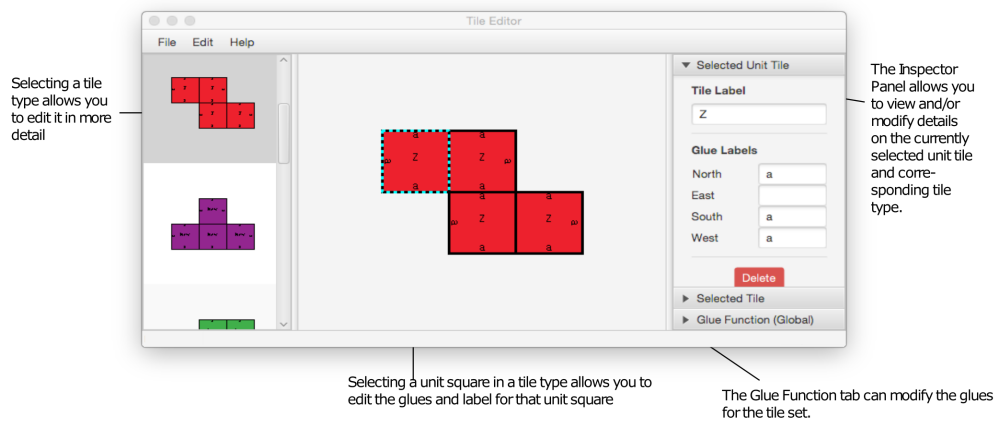 Tile Editor
File Edit Help
Selecting a tile
type allows you
to edit it in more
detail
z z
z z
a a
a Z Z a
a a
a a
a Z Z a
a a
Selected Unit Tile
Tile Label
Z
Glue Labels
North a
East
South a
West a
Delete
Selected Tile
Glue Function (Global)
The Inspector
Panel allows you
to view and/or
modify details
on the currently
selected unit tile
and corre-
sponding tile
type.
Selecting a unit square in a tile type allows you to
edit the glues and label for that unit square
The Glue Function tab can modify the glues
for the tile set.